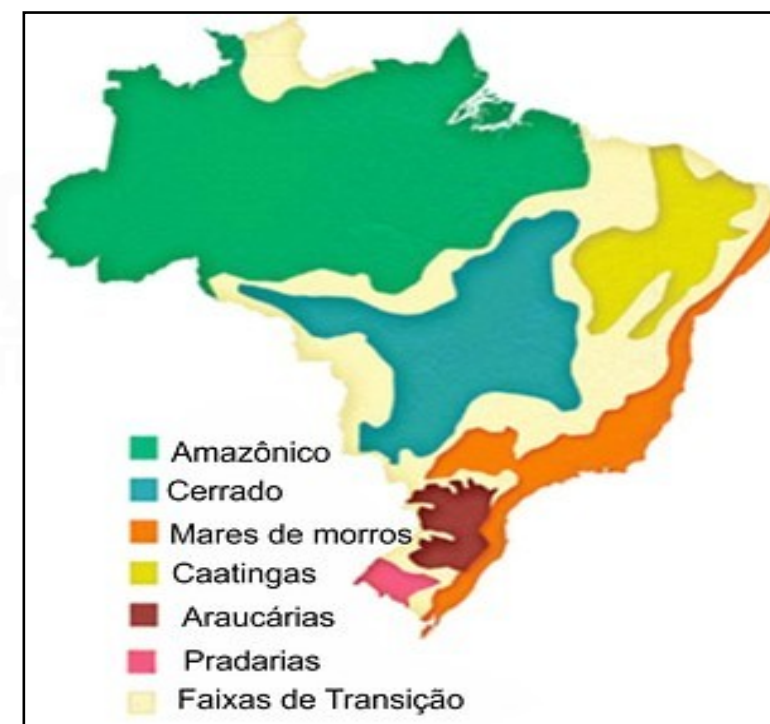 Amazônico
Cerrado
Mares de morros
Caatingas
Araucárias
Pradarias
Faixas de Transição